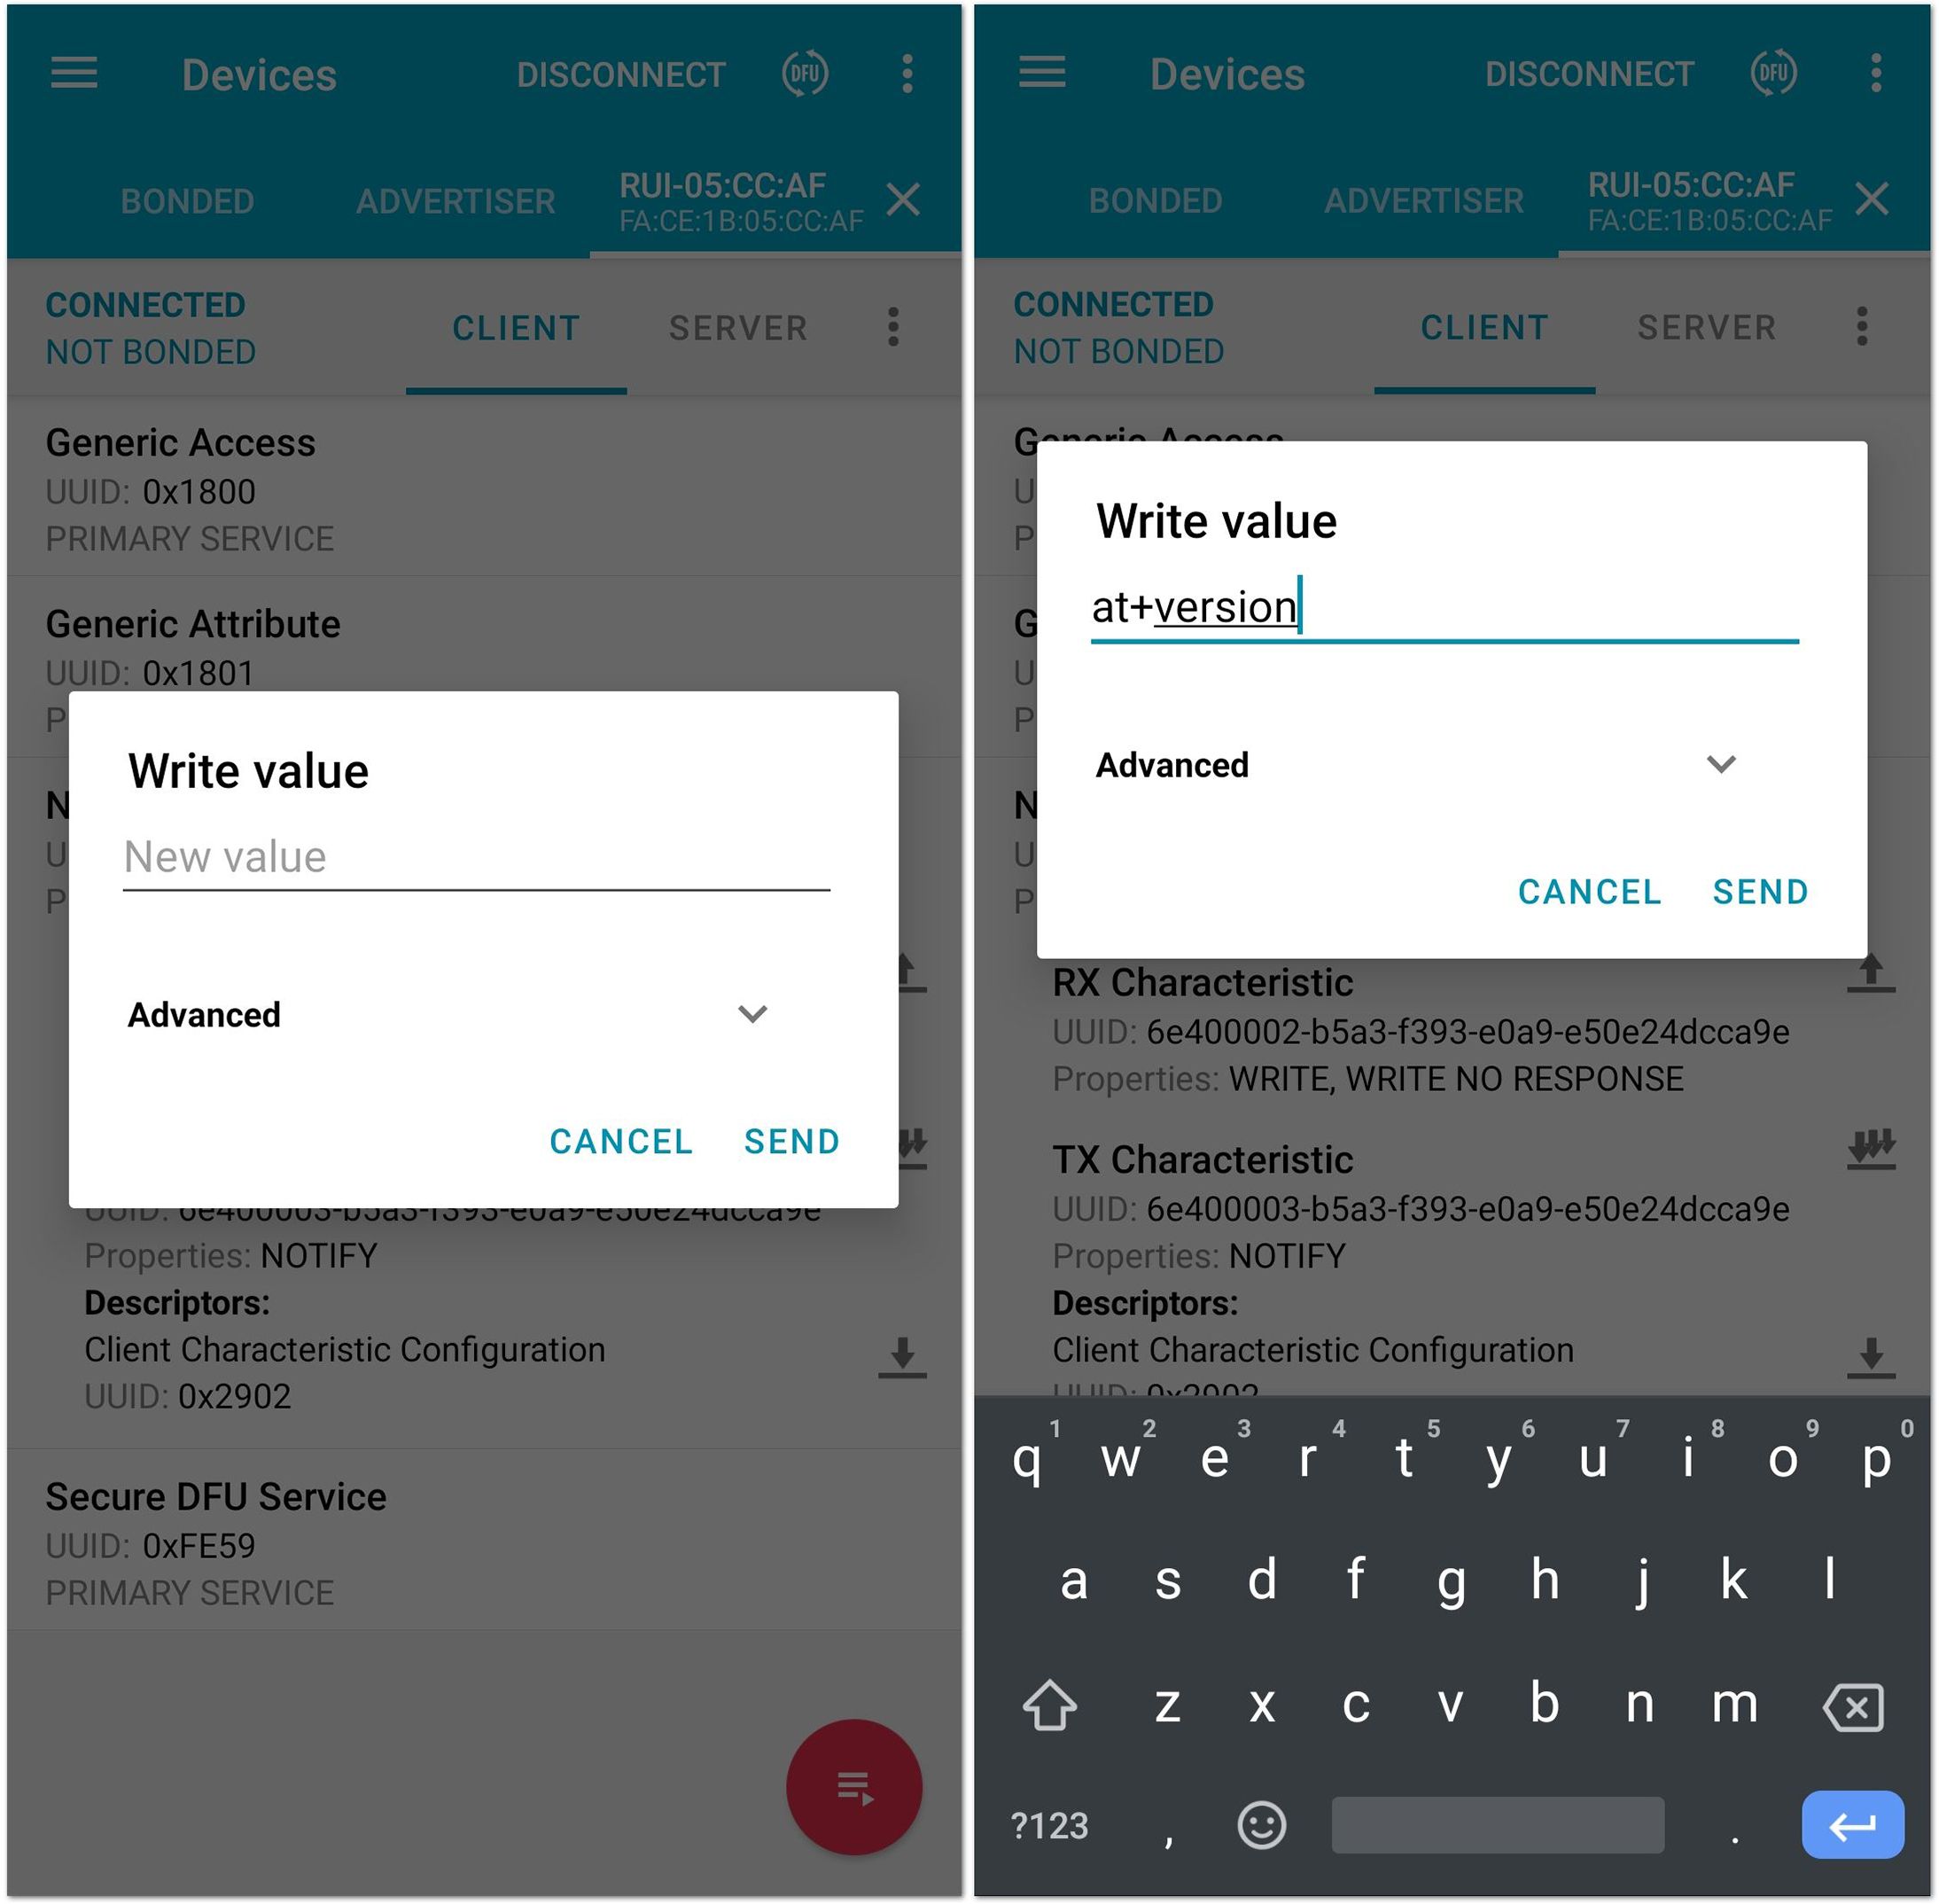 Devices
DISCONNECT
DFU
BONDED
ADVERTISER
RUI-05:CC:AF
FA:CE:1B:05:CC:AF
CONNECTED
NOT BONDED
CLIENT
SERVER
Generic Access
UUID: 0x1800
PRIMARY SERVICE
Generic Attribute
UUID: 0x1801
P
N
U
P
Write value
New value
Advanced
CANCEL
SEND
UUID: 6e400003-b5a3-f393-e0a9-e50e24dcca9e
Properties: NOTIFY
Descriptors:
Client Characteristic Configuration
UUID: 0x2902
Secure DFU Service
UUID: 0xFE59
PRIMARY SERVICE
Devices
DISCONNECT
DFU
BONDED
ADVERTISER
RUI-05:CC:AF
FA:CE:1B:05:CC:AF
CONNECTED
NOT BONDED
CLIENT
SERVER
Generic Access
U
P
G
U
P
N
U
P
Write value
at+version
Advanced
CANCEL
SEND
RX Characteristic
UUID: 6e400002-b5a3-f393-e0a9-e50e24dcca9e
Properties: WRITE, WRITE NO RESPONSE
TX Characteristic
UUID: 6e400003-b5a3-f393-e0a9-e50e24dcca9e
Properties: NOTIFY
Descriptors:
Client Characteristic Configuration
UUID: 0x2902
1 2 3 4 5 6 7 8 9 0
q w e r t y u i o p
a s d f g h j k l
z x c v b n m
?123 , .